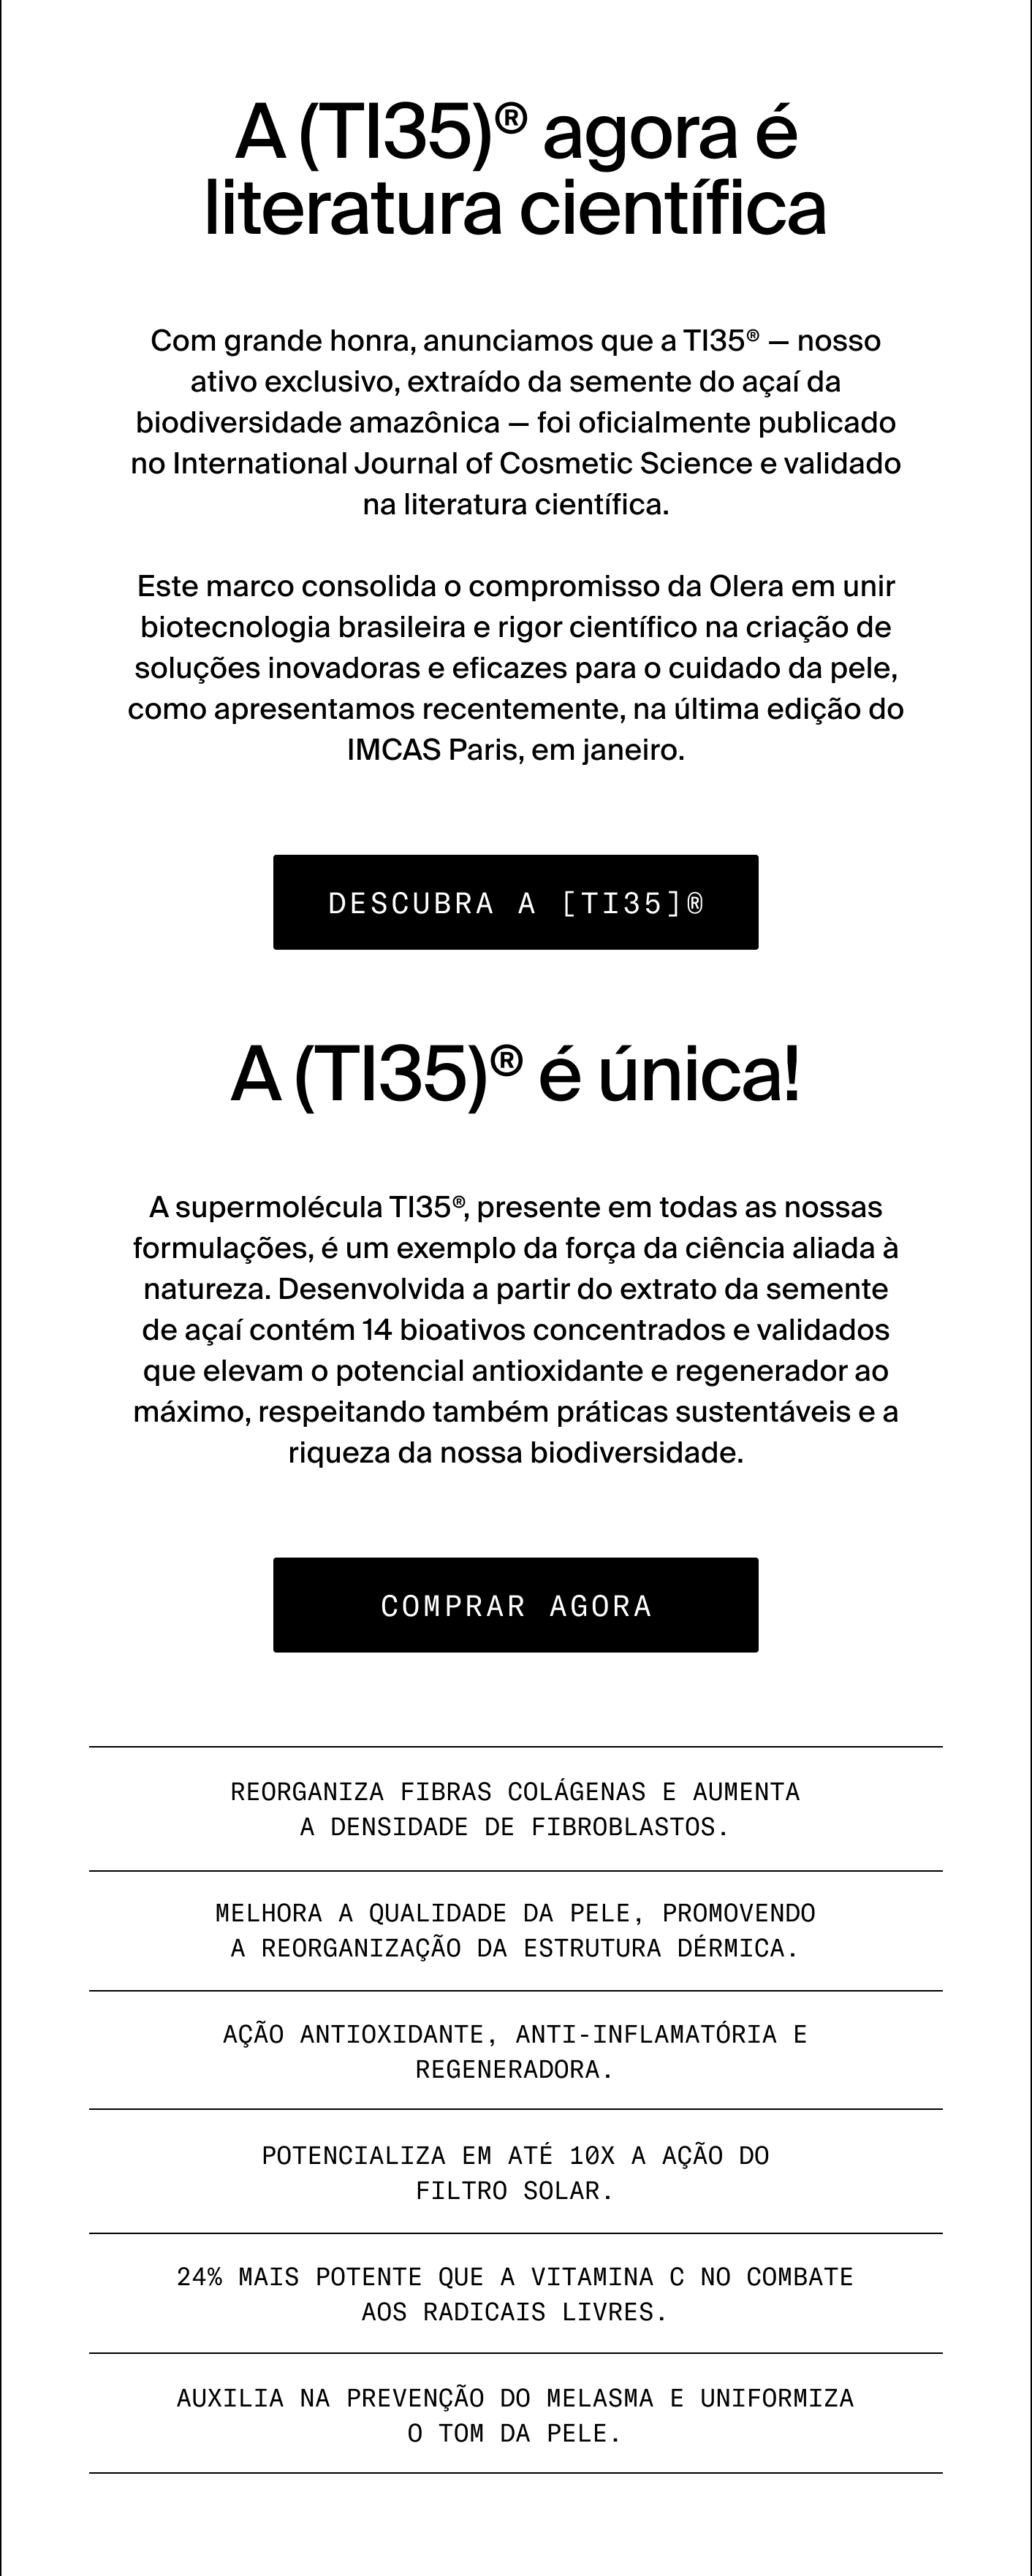 A (TI35)® agora é
literatura científica
Com grande honra, anunciamos que a TI35® — nosso
ativo exclusivo, extraído da semente do açaí da
biodiversidade amazônica — foi oficialmente publicado
no International Journal of Cosmetic Science e validado
na literatura científica.
Este marco consolida o compromisso da Olera em unir
biotecnologia brasileira e rigor científico na criação de
soluções inovadoras e eficazes para o cuidado da pele,
como apresentamos recentemente, na última edição do
IMCAS Paris, em janeiro.
DESCUBRA A [TI35]®
A (TI35)® é única!
A supermolécula TI35®, presente em todas as nossas
formulações, é um exemplo da força da ciência aliada à
natureza. Desenvolvida a partir do extrato da semente
de açaí contém 14 bioativos concentrados e validados
que elevam o potencial antioxidante e regenerador ao
máximo, respeitando também práticas sustentáveis e a
riqueza da nossa biodiversidade.
COMPRAR AGORA
REORGANIZA FIBRAS COLÁGENAS E AUMENTA
A DENSIDADE DE FIBROBLASTOS.
MELHORA A QUALIDADE DA PELE, PROMOVENDO
A REORGANIZAÇÃO DA ESTRUTURA DÉRMICA.
AÇÃO ANTIOXIDANTE, ANTI-INFLAMATÓRIA E
REGENERADORA.
POTENCIALIZA EM ATÉ 10X A AÇÃO DO
FILTRO SOLAR.
24% MAIS POTENTE QUE A VITAMINA C NO COMBATE
AOS RADICAIS LIVRES.
AUXILIA NA PREVENÇÃO DO MELASMA E UNIFORMIZA
O TOM DA PELE.